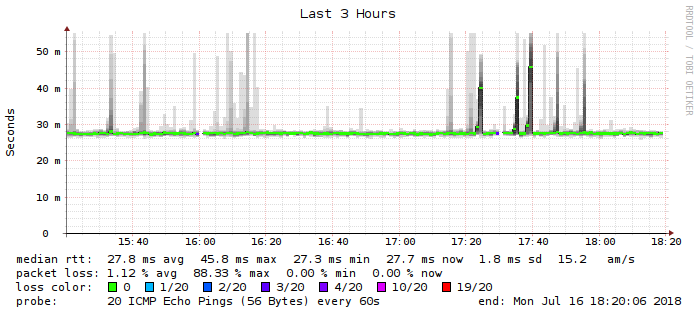 Last 3 Hours
RRDTOOL / TOBI OETIKER
Seconds
50 m
40 m
30 m
20 m
10 m
0
15:40 16:00 16:20 16:40 17:00 17:20 17:40 18:00 18:20
median rtt: 27.8 ms avg 45.8 ms max 27.3 ms min 27.7 ms now 1.8 ms sd 15.2 am/s
packet loss: 1.12 % avg 88.33 % max 0.00 % min 0.00 % now
loss color: 0 1/20 2/20 3/20 4/20 10/20 19/20
probe: 20 ICMP Echo Pings (56 Bytes) every 60s end: Mon Jul 16 18:20:06 2018